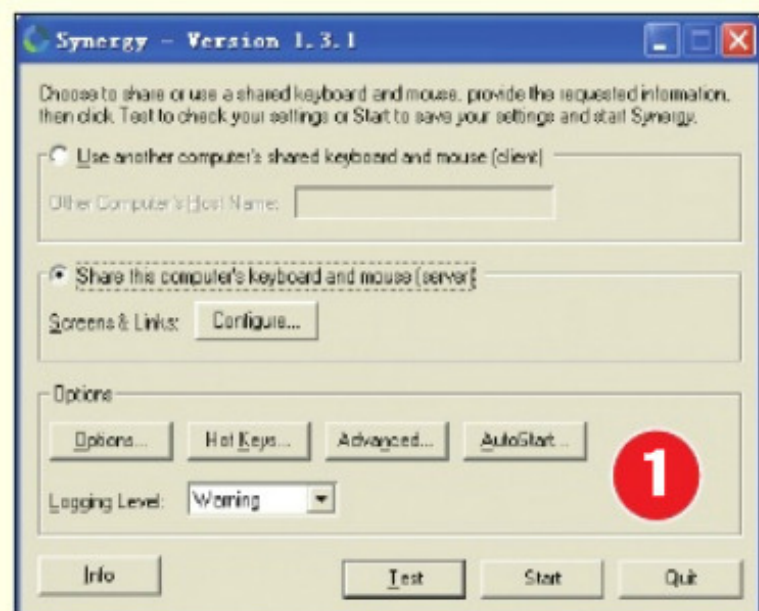 Synergy - Version 1.3.1
Choose to share or use a shared keyboard and mouse, provide the requested information,
then click Test to check your settings or Start to save your settings and start Synergy.
Use another computer's shared keyboard and mouse (client)
Other Computer's Host Name:
Share this computer's keyboard and mouse (server)
Screens & Links: Configure...
Options
Options... Hot Keys... Advanced... AutoStart...
1
Logging Level: Warning
Info Test Start Quit